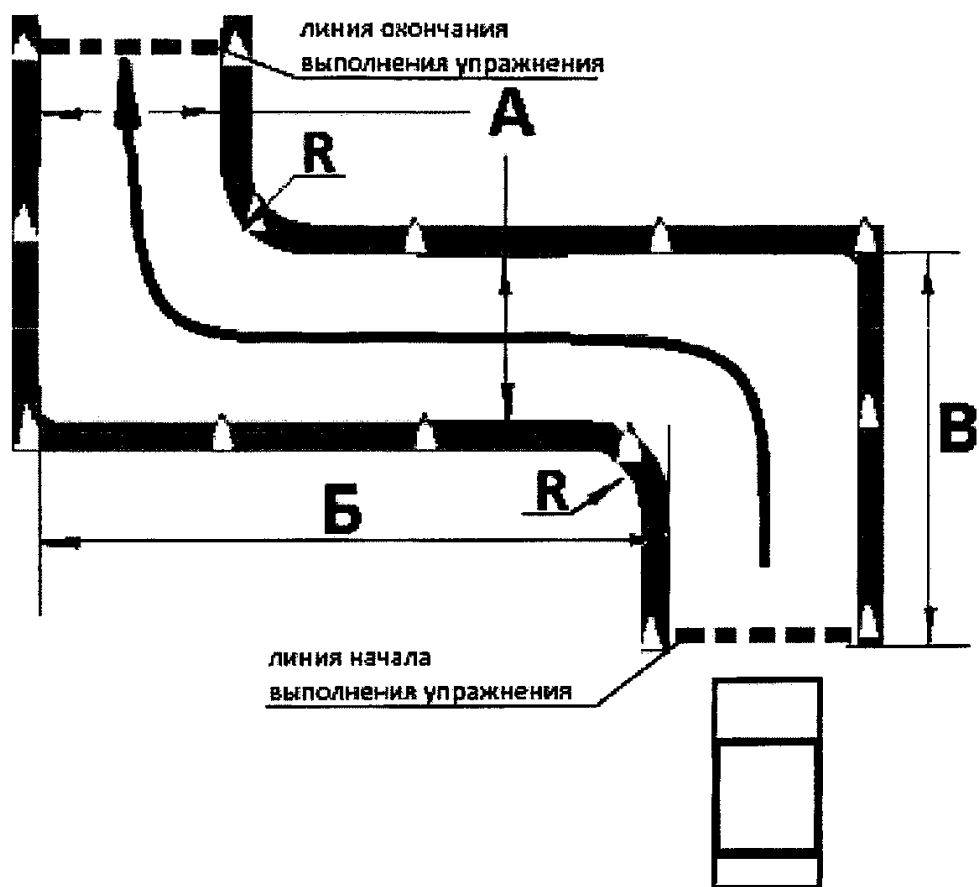 линия окончания
выполнения упражнения
А
R
В
R
Б
линия начала
выполнения упражнения